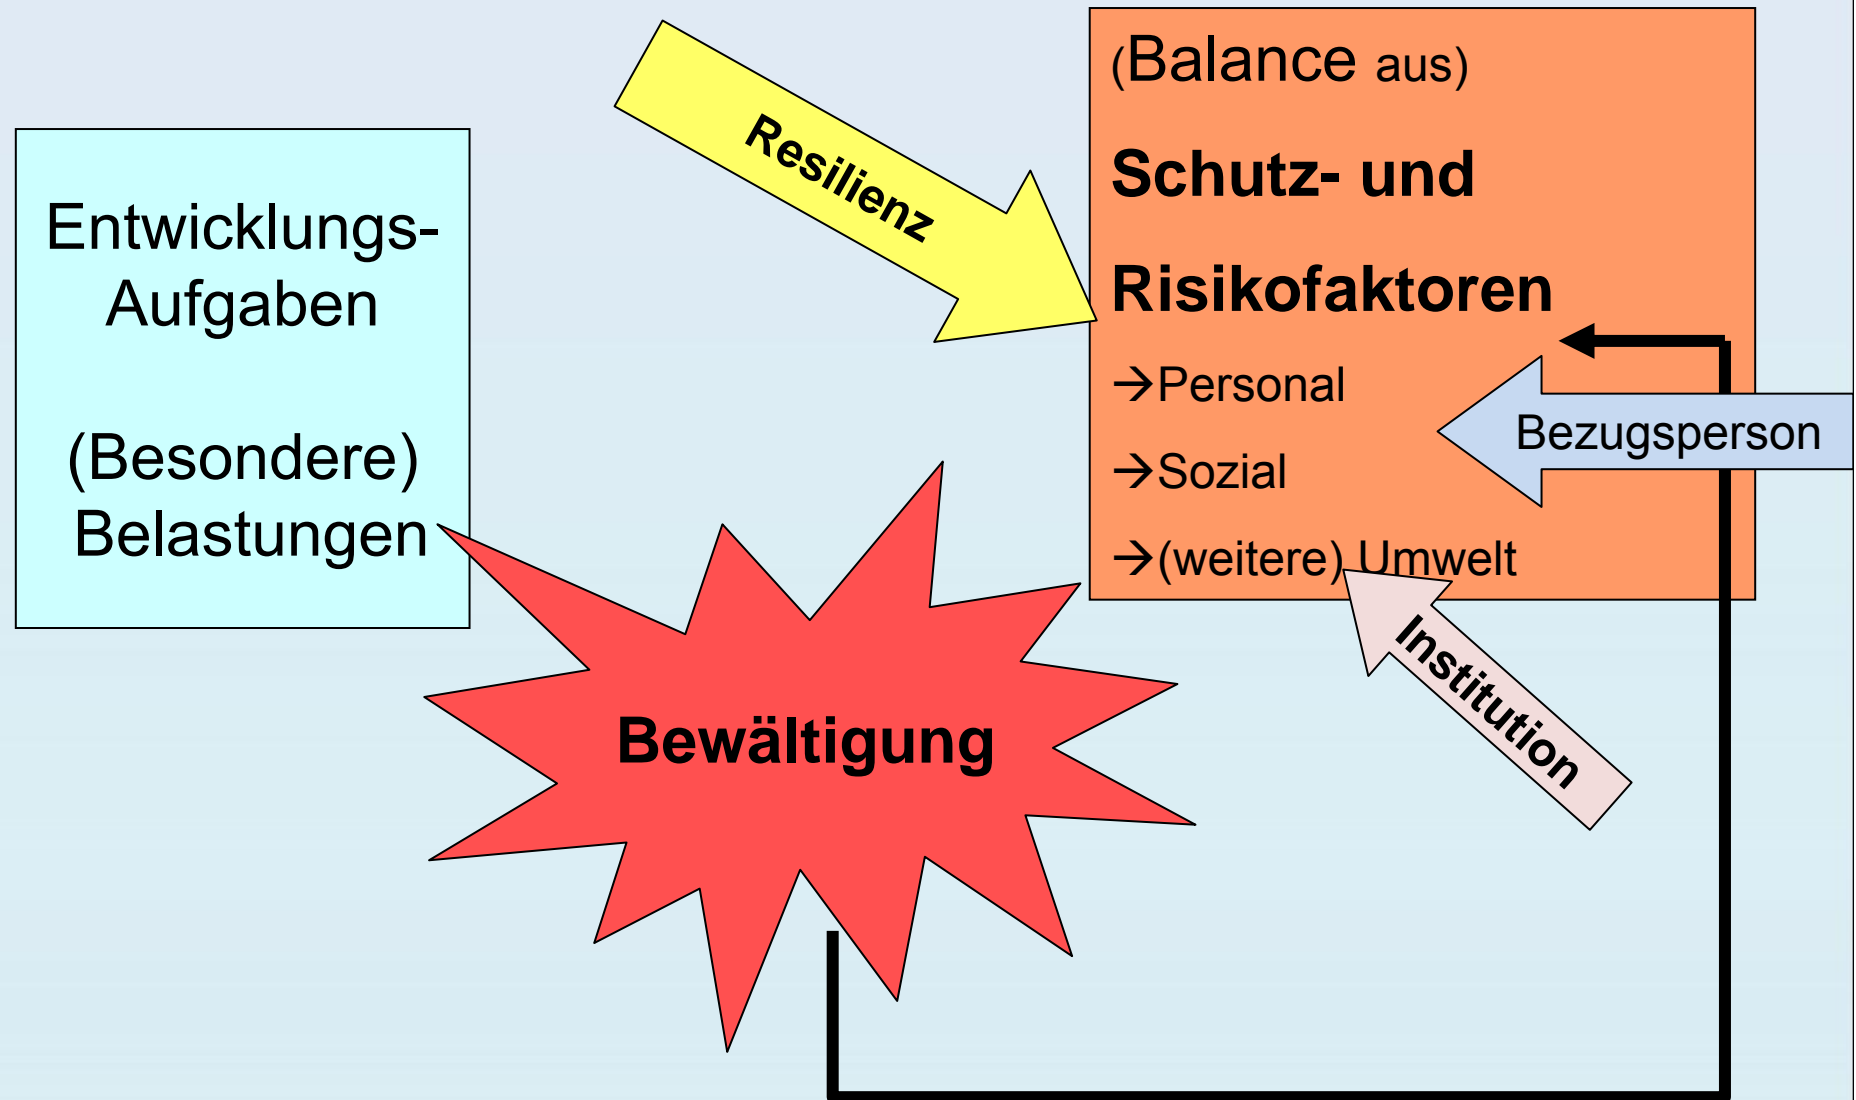 Entwicklungs-
Aufgaben
(Besondere)
Belastungen
Resilienz
(Balance aus)
Schutz- und
Risikofaktoren
→Personal
→Sozial
→(weitere) Umwelt
Bezugsperson
Institution
Bewältigung